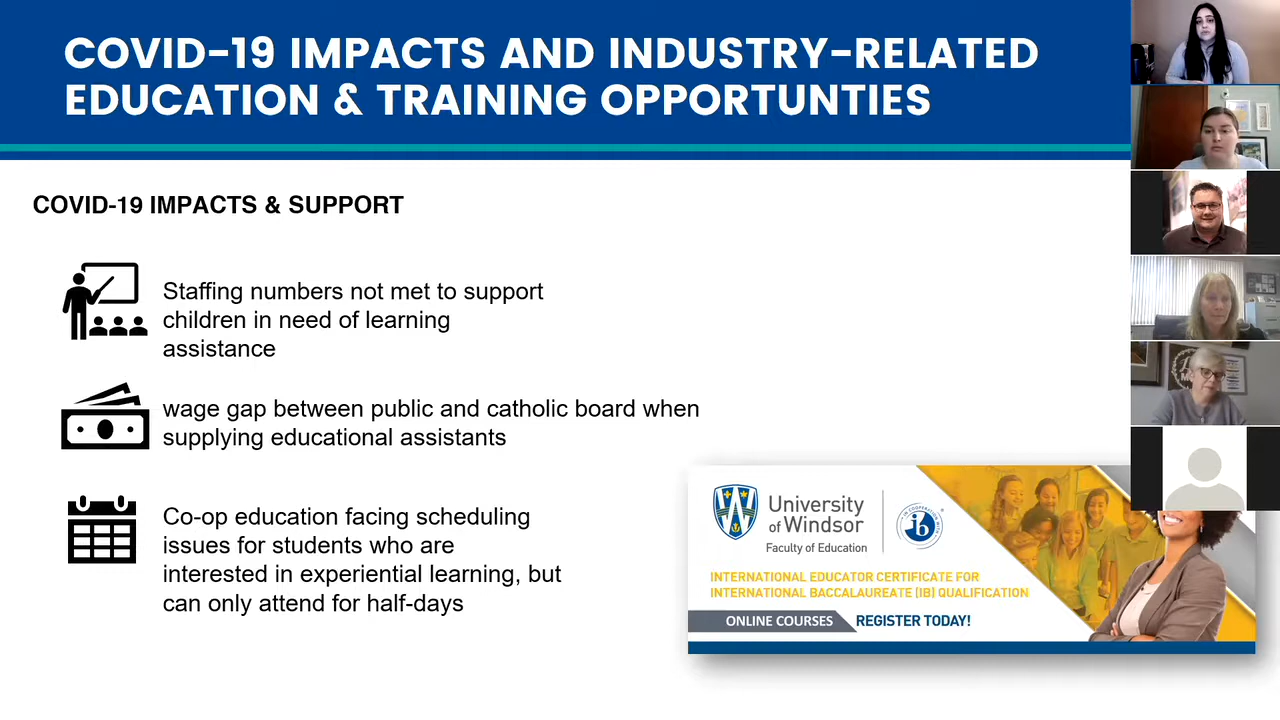 COVID-19 IMPACTS AND INDUSTRY-RELATED
EDUCATION & TRAINING OPPORTUNTIES
COVID-19 IMPACTS & SUPPORT
Staffing numbers not met to support
children in need of learning
assistance
wage gap between public and catholic board when
supplying educational assistants
Co-op education facing scheduling
issues for students who are
interested in experiential learning, but
can only attend for half-days
University
of Windsor
Faculty of Education
IN COOPERATION WITH
ib
INTERNATIONAL EDUCATOR CERTIFICATE FOR
INTERNATIONAL BACCALAUREATE (IB) QUALIFICATION
ONLINE COURSES
REGISTER TODAY!